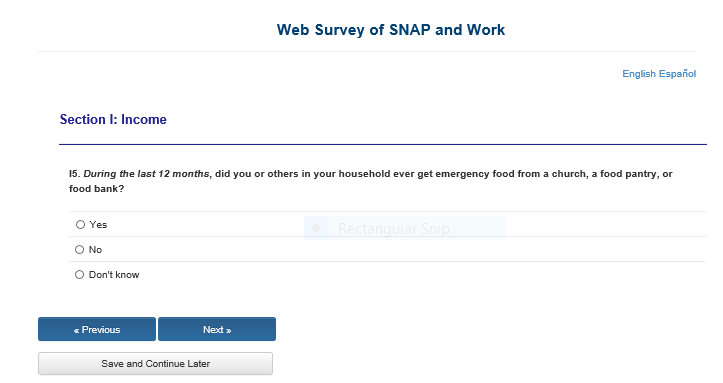 Web Survey of SNAP and Work
English Español
Section I: Income
I5. During the last 12 months, did you or others in your household ever get emergency food from a church, a food pantry, or
food bank?
Yes
Rectangular Snip
No
Don't know
« Previous
Next »
Save and Continue Later